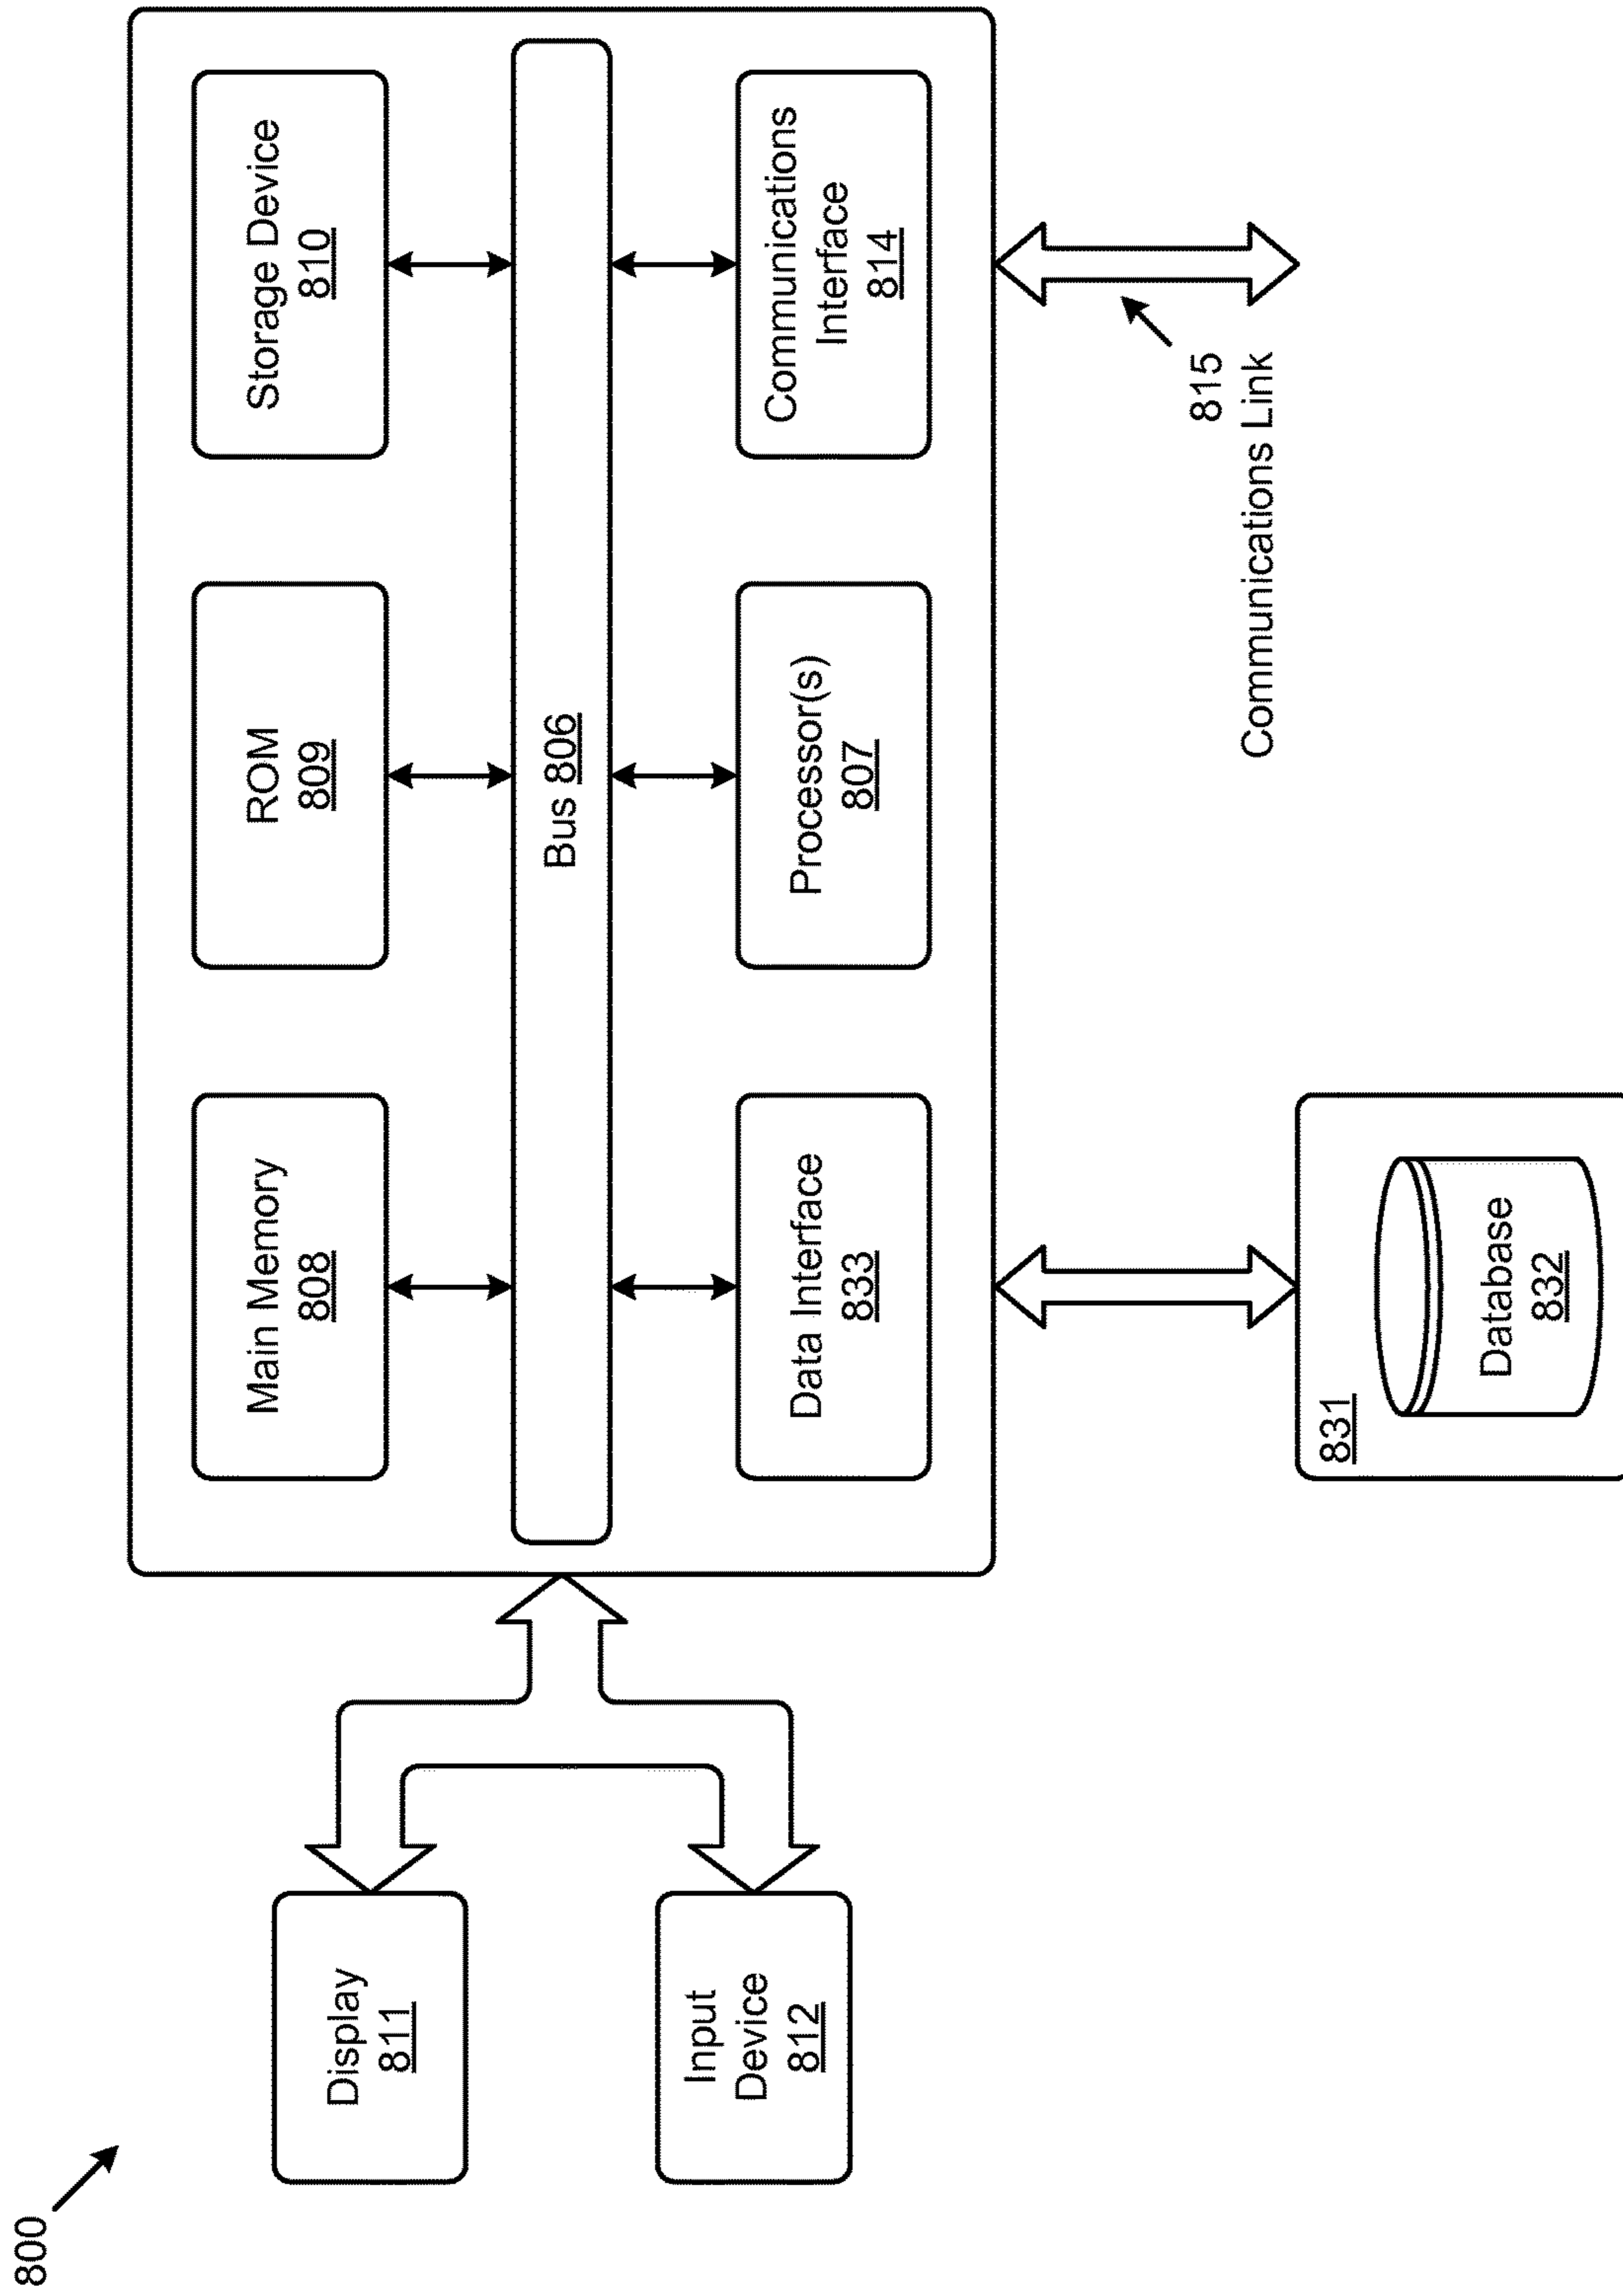 800
Display
811
Input
Device
812
Main Memory
808
ROM
809
Storage Device
810
Bus 806
Data Interface
833
Processor(s)
807
Communications
Interface
814
815
Communications Link
831
Database
832